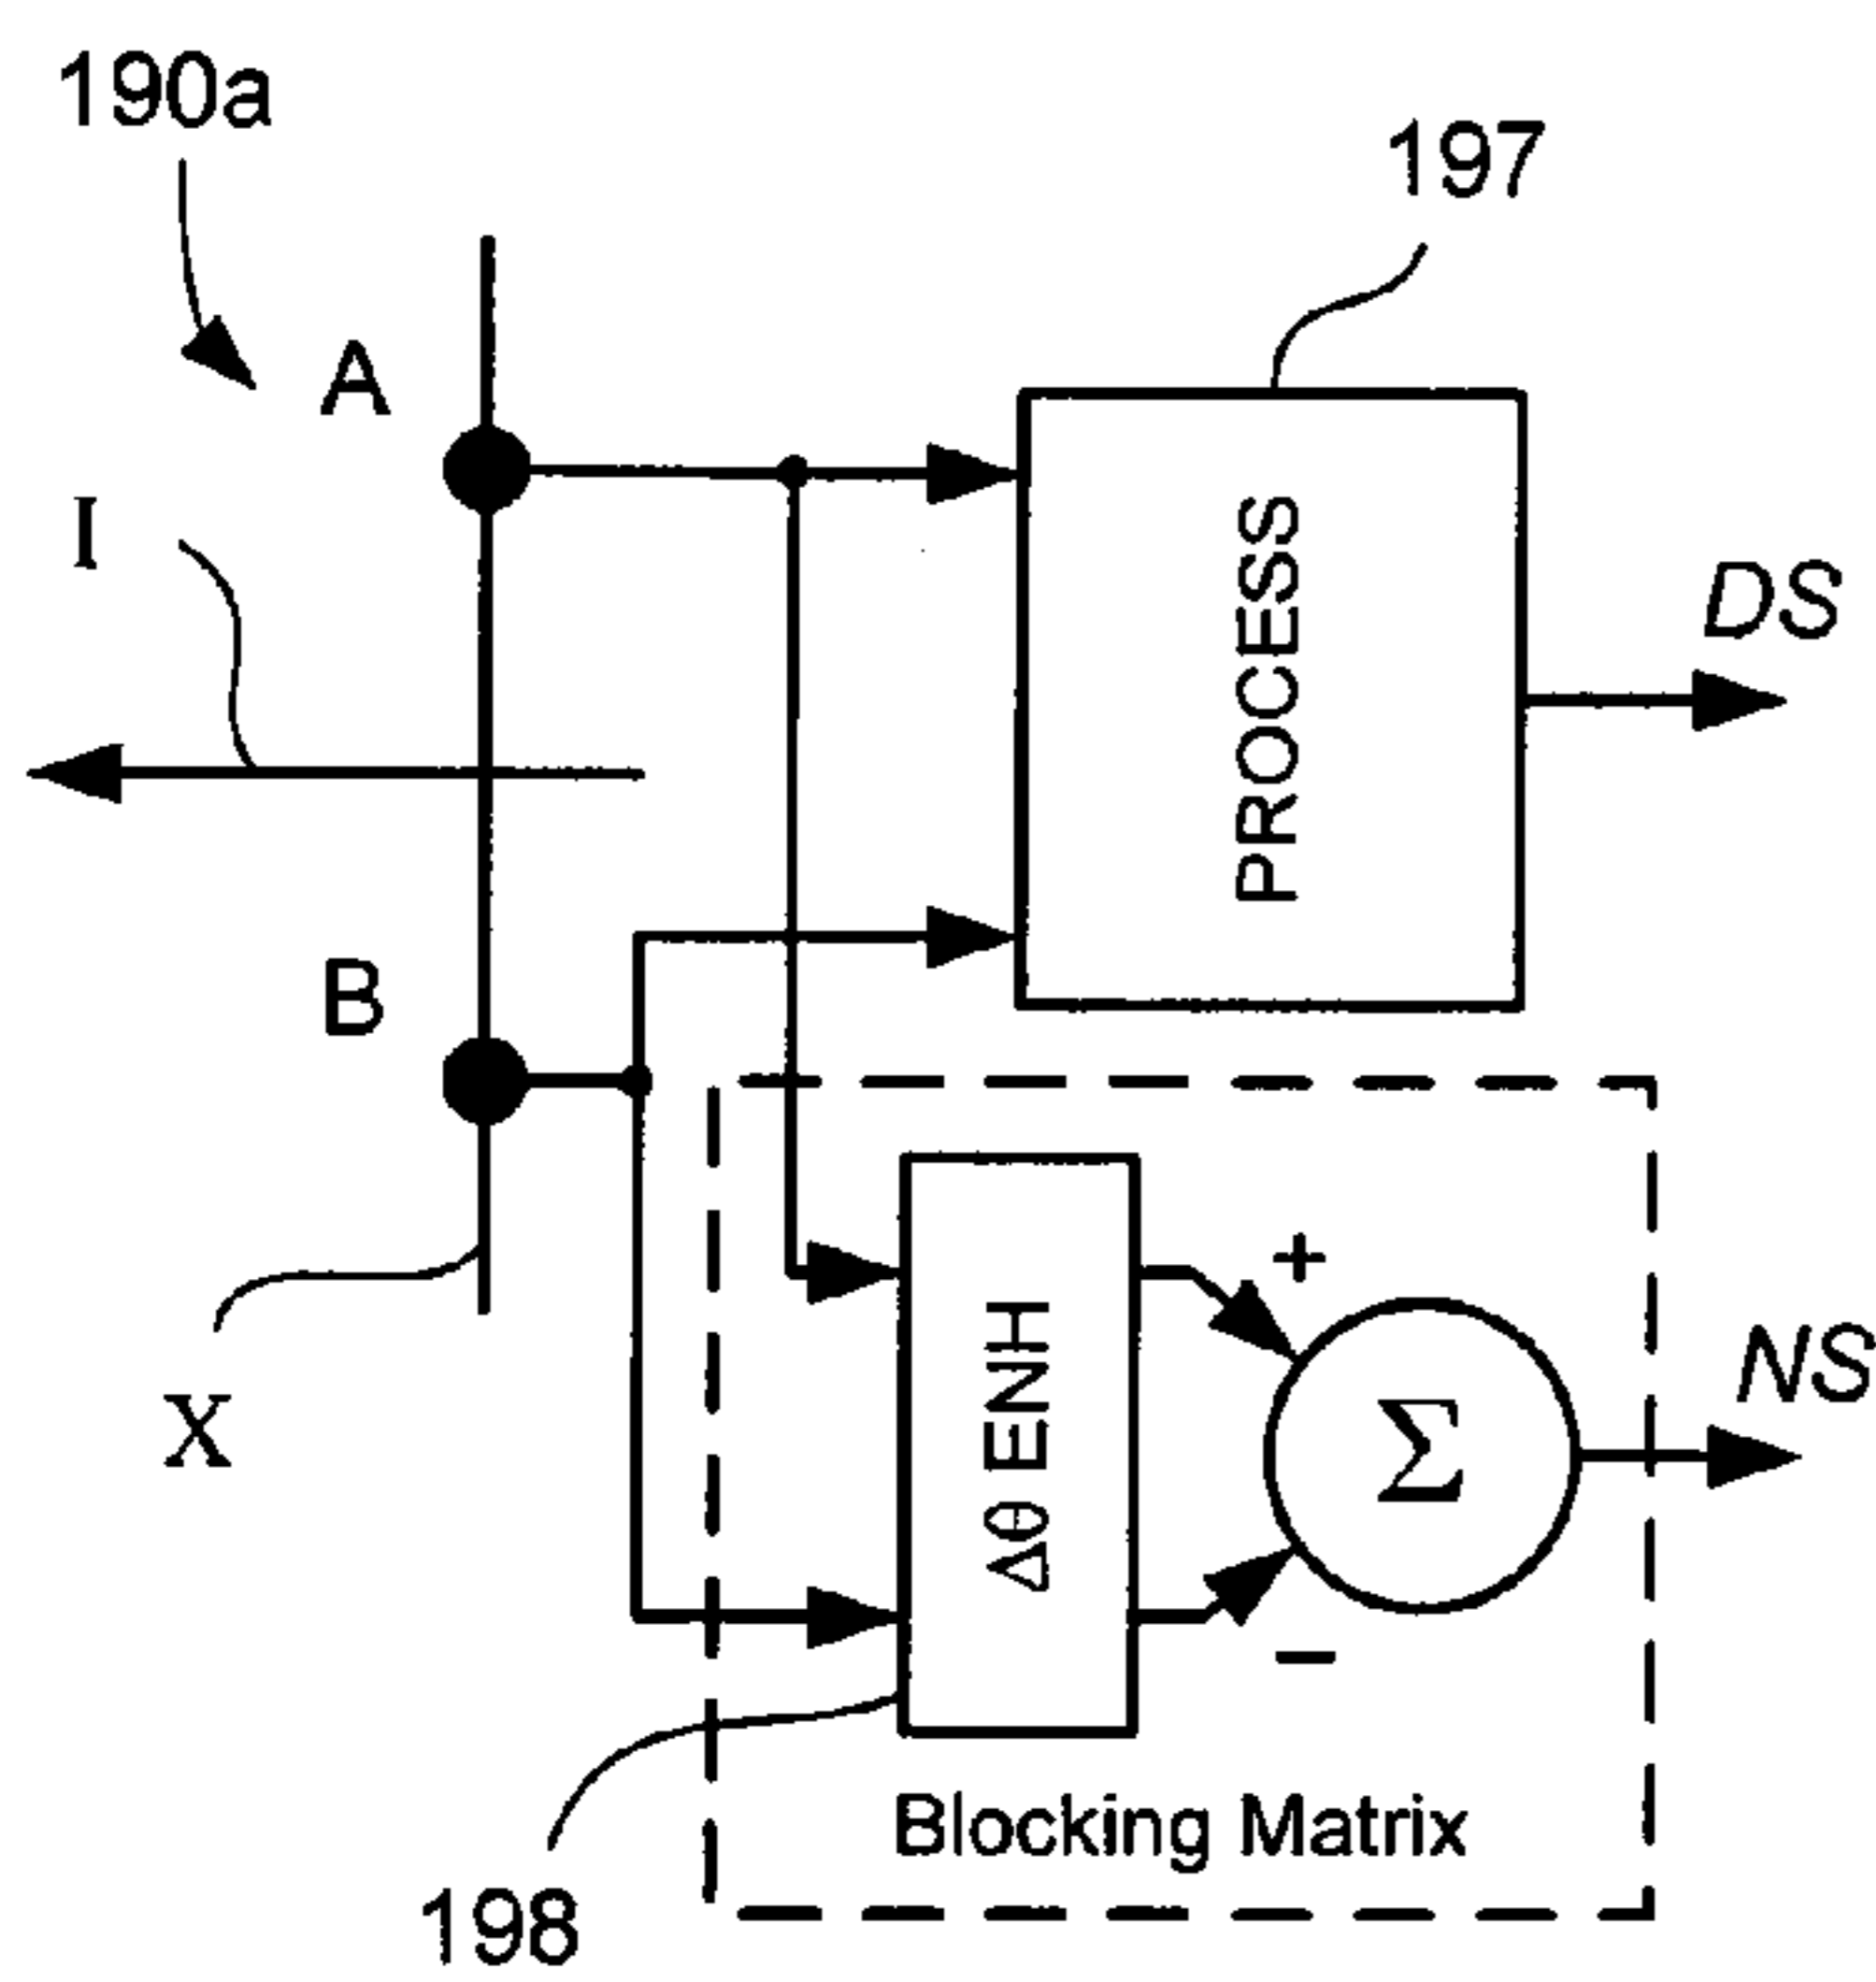 190a
197
A
I
PROCESS
DS
B
+
Δθ ENH
Σ
NS
X
−
Blocking Matrix
198